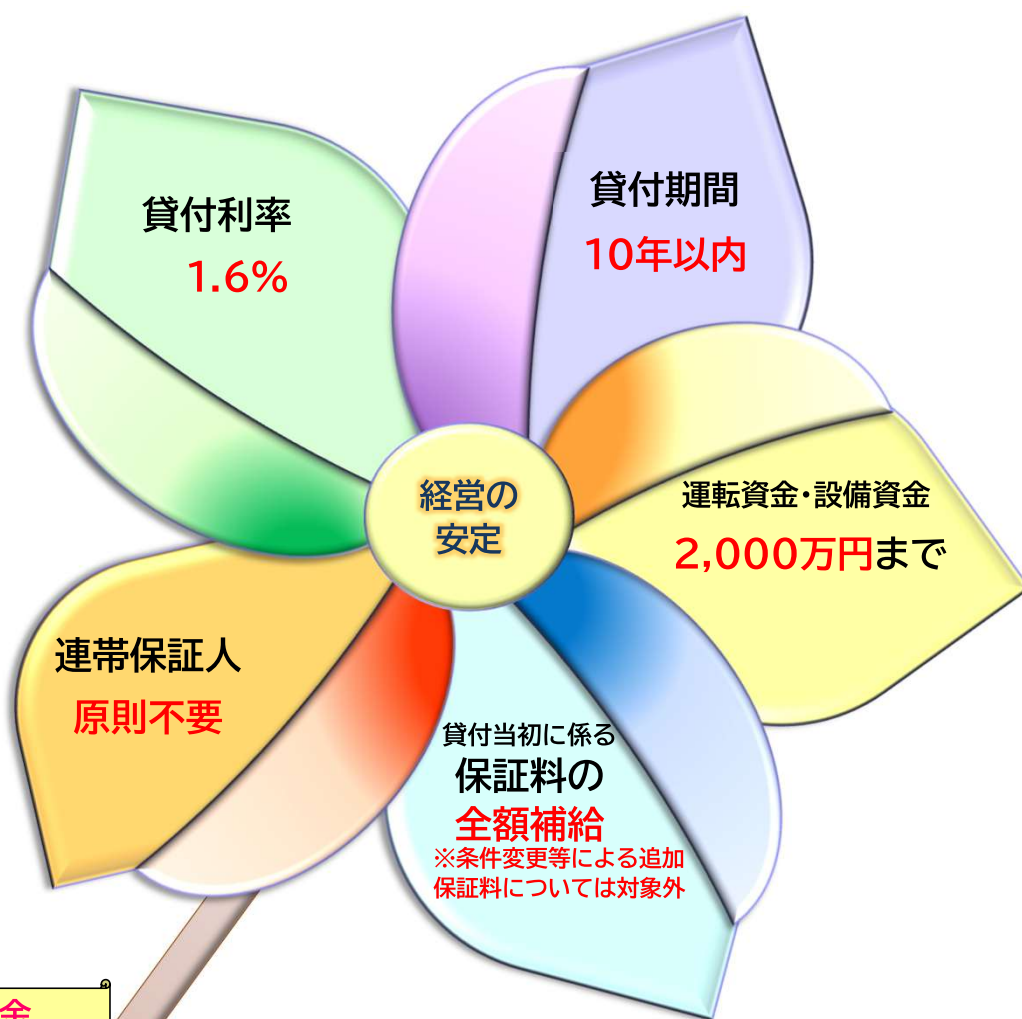 貸付利率
1.6%
貸付期間
10年以内
運転資金・設備資金
2,000万円まで
経営の
安定
連帯保証人
原則不要
貸付当初に係る
保証料の
全額補給
※条件変更等による追加
保証料については対象外
金